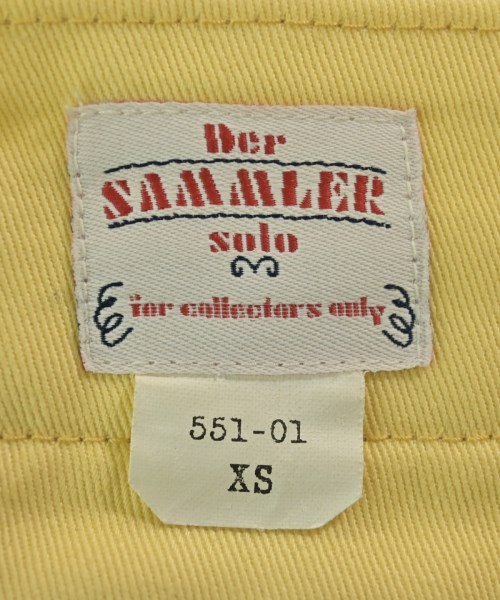 Der
SAMMLER
solo
for collectors only
551-01
XS